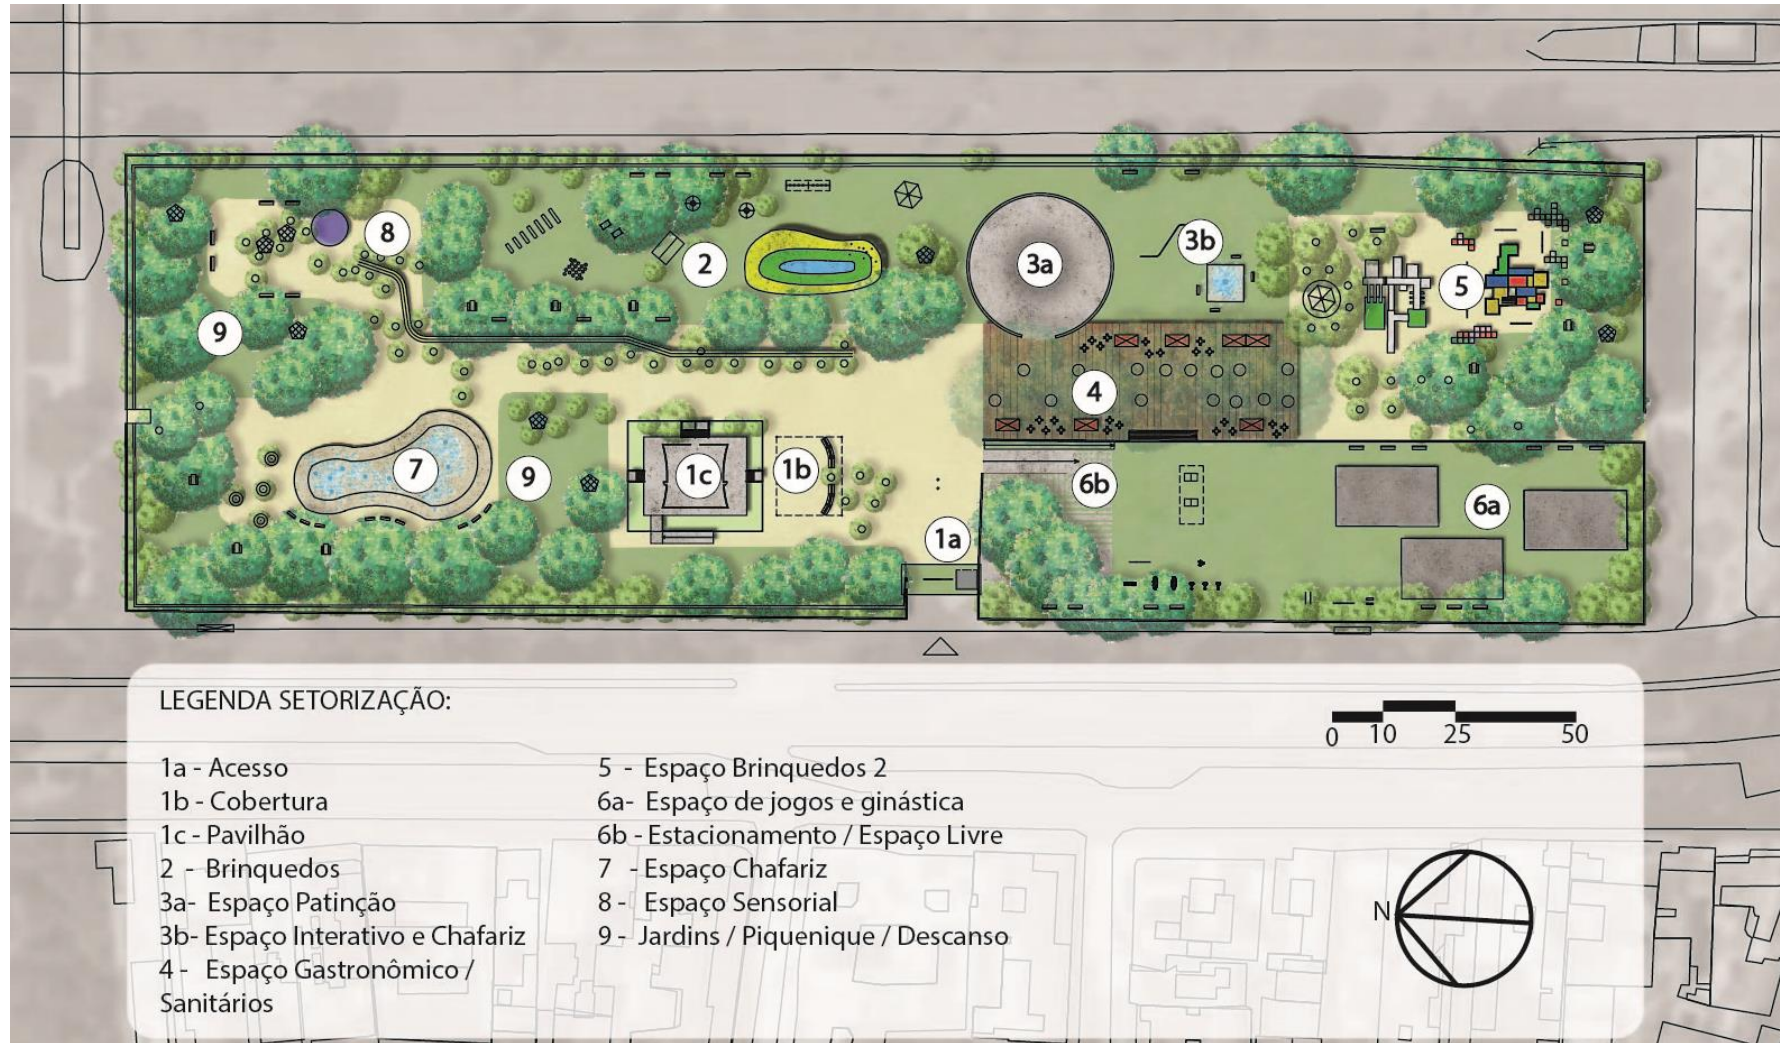 8
3b
3a
2
5
9
4
7
9
1c
1b
6b
6a
1a
LEGENDA SETORIZAÇÃO:
0 10 25 50
1a - Acesso
1b - Cobertura
1c - Pavilhão
2 - Brinquedos
3a- Espaço Patinção
3b- Espaço Interativo e Chafariz
4 - Espaço Gastronômico /
Sanitários
5 - Espaço Brinquedos 2
6a- Espaço de jogos e ginástica
6b - Estacionamento / Espaço Livre
7 - Espaço Chafariz
8 - Espaço Sensorial
9 - Jardins / Piquenique / Descanso
N